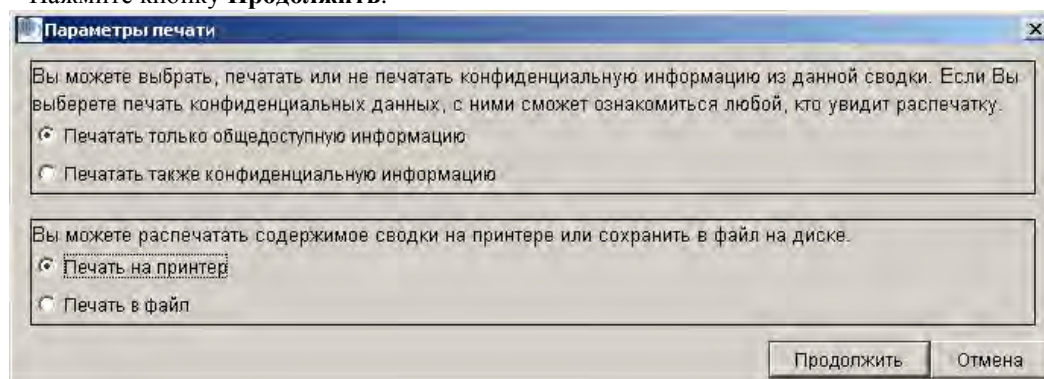 Нажмите кнопку Продолжить.
Параметры печати
Вы можете выбрать, печатать или не печатать конфиденциальную информацию из данной сводки. Если Вы
выберете печать конфиденциальных данных, с ними сможет ознакомиться любой, кто увидит распечатку.
Печатать только общедоступную информацию
Печатать также конфиденциальную информацию
Вы можете распечатать содержимое сводки на принтере или сохранить в файл на диске.
Печать на принтер
Печать в файл
Продолжить Отмена